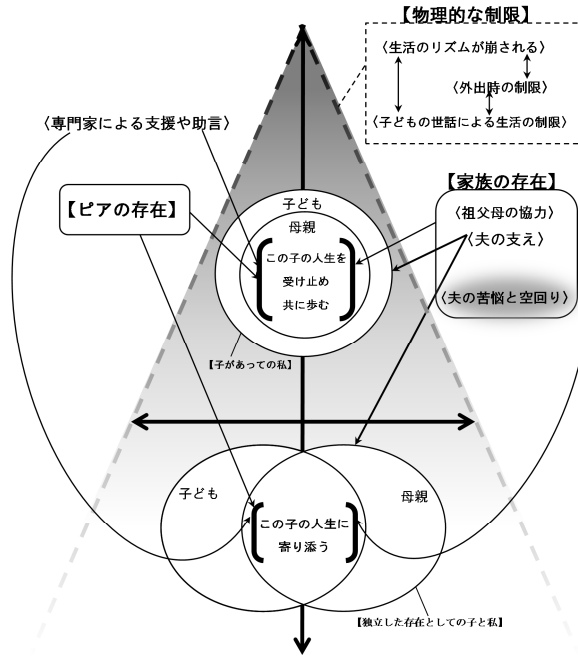 【物理的な制限】
〈生活のリズムが崩される〉
〈外出時の制限〉
〈子どもの世話による生活の制限〉
〈専門家による支援や助言〉
【ピアの存在】
【家族の存在】
〈祖父母の協力〉
〈夫の支え〉
〈夫の苦悩と空回り〉
子ども
母親
この子の人生を
受け止め
共に歩む
【子があっての私】
子ども
母親
この子の人生に
寄り添う
【独立した存在としての子と私】